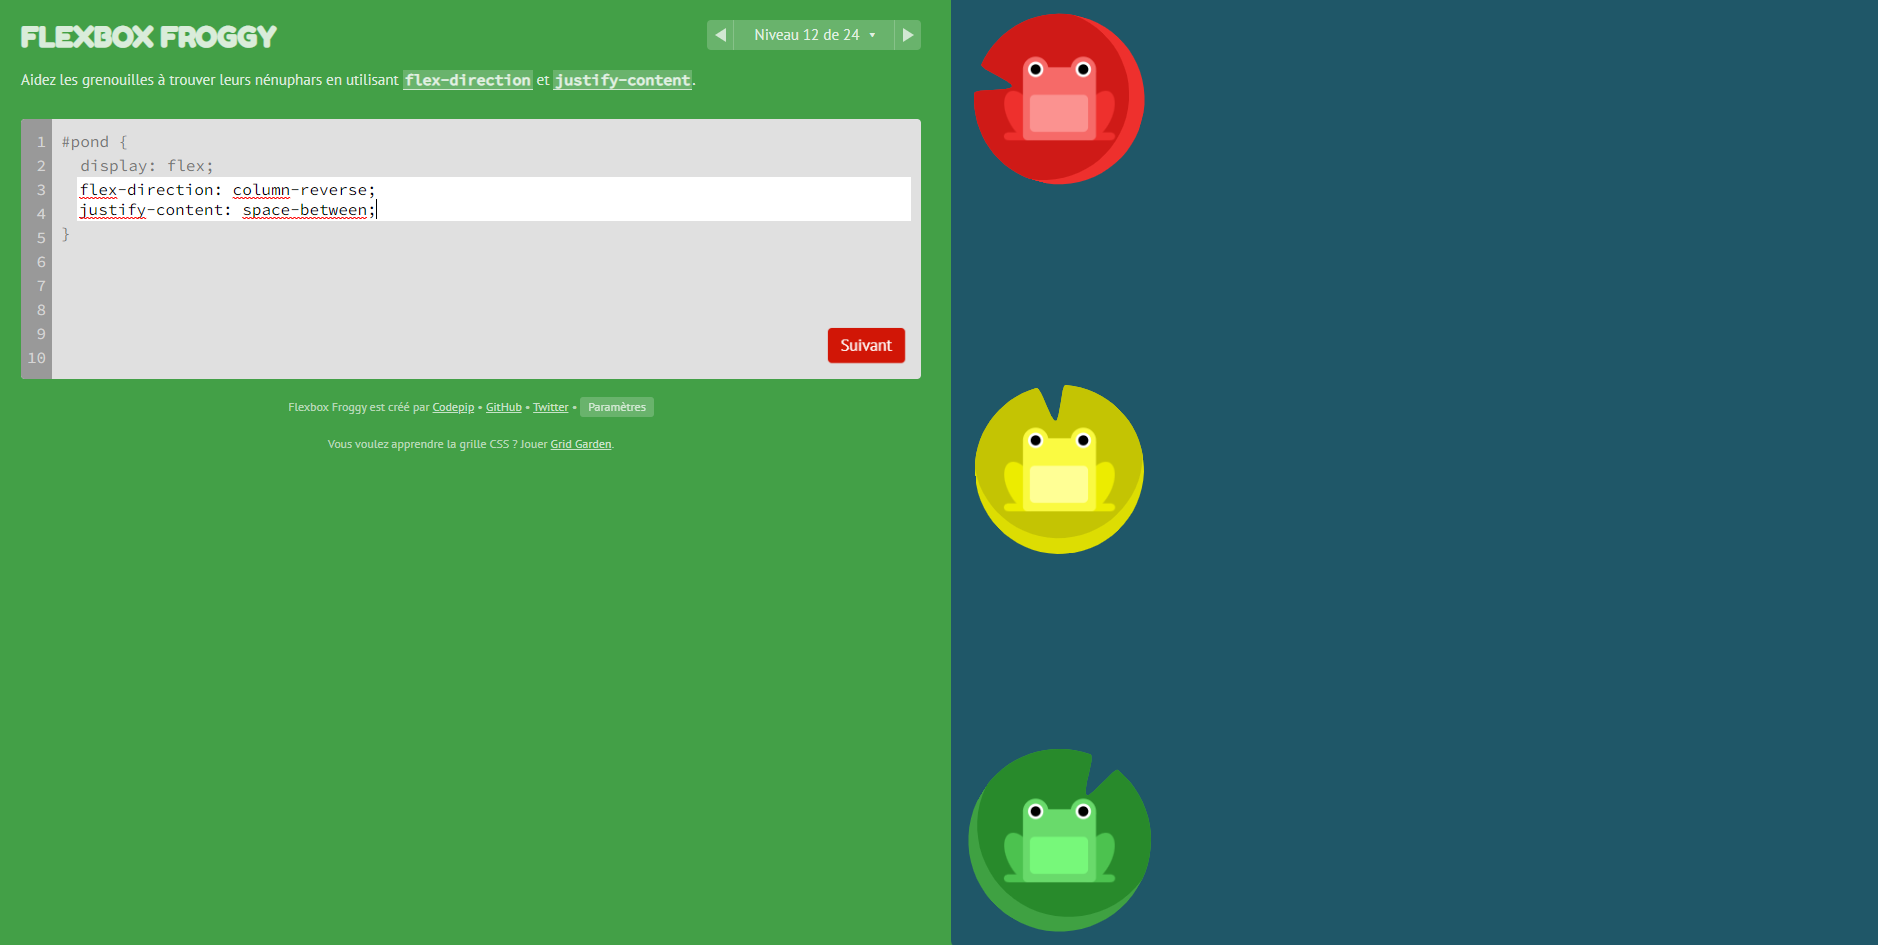 FLEXBOX FROGGY
Niveau 12 de 24
Aidez les grenouilles à trouver leurs nénuphars en utilisant flex-direction et justify-content.
1 #pond {
2 display: flex;
3 flex-direction: column-reverse;
4 justify-content: space-between;
5 }
6
7
8
9
10
Suivant
Flexbox Froggy est créé par Codepip • GitHub • Twitter • Paramètres
Vous voulez apprendre la grille CSS ? Jouer Grid Garden.